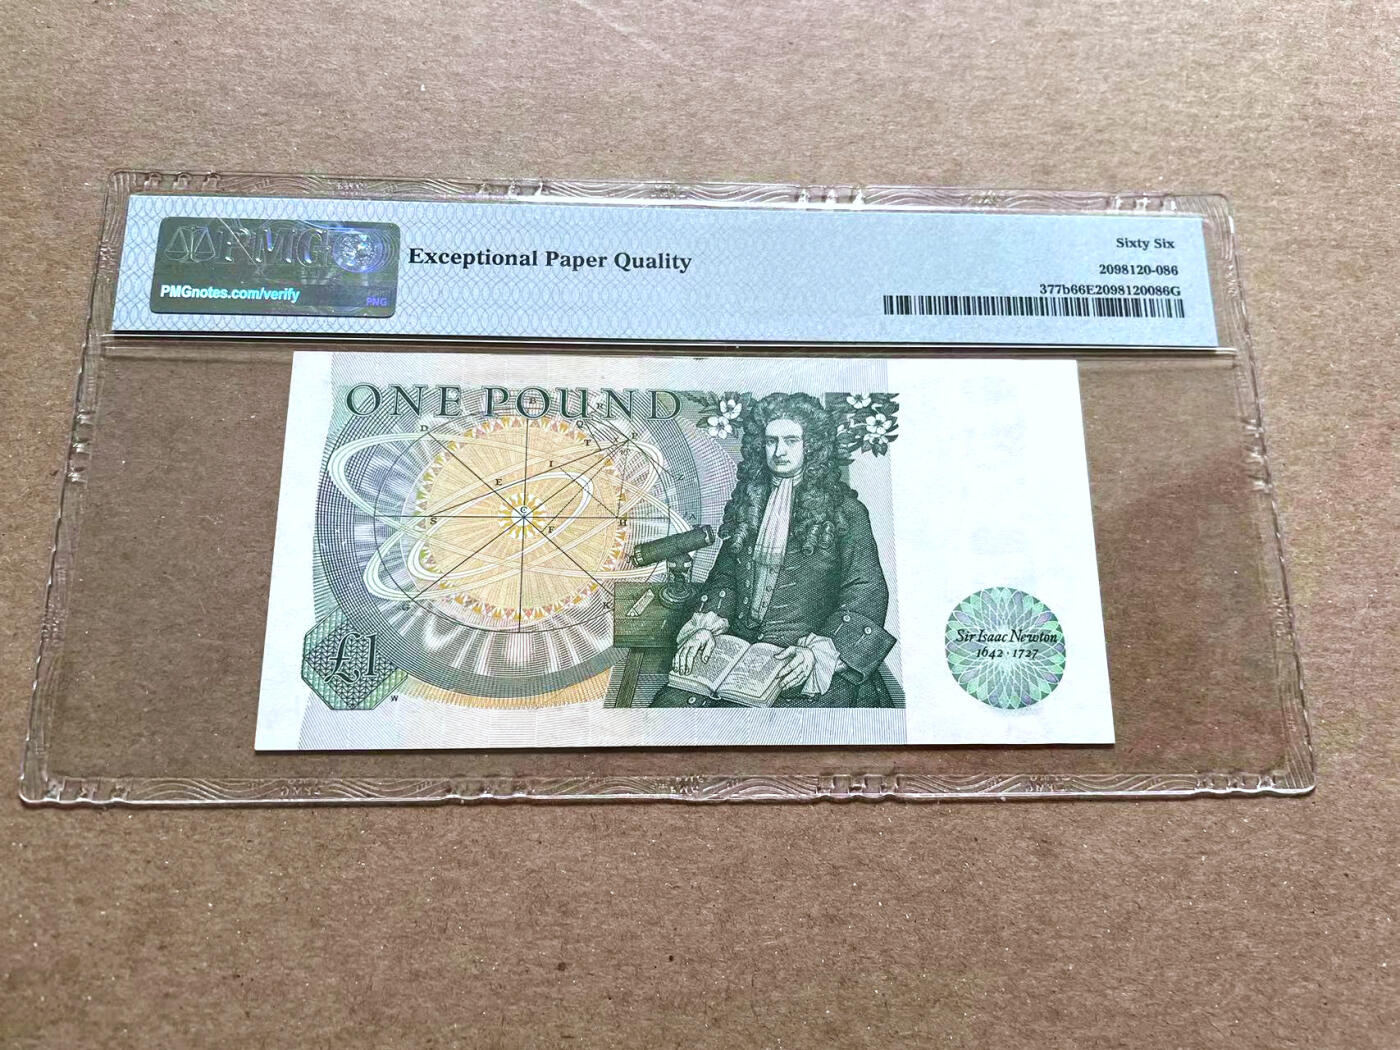 PMG
PMGnotes.com/verify
PNG
Exceptional Paper Quality
Sixty Six
2098120-086
377b66E2098120086G
ONE POUND
D
B
R
Q
T
P
I
E
Z
S
C
A
H
F
G
K
£1
W
Sir Isaac Newton
1642·1727